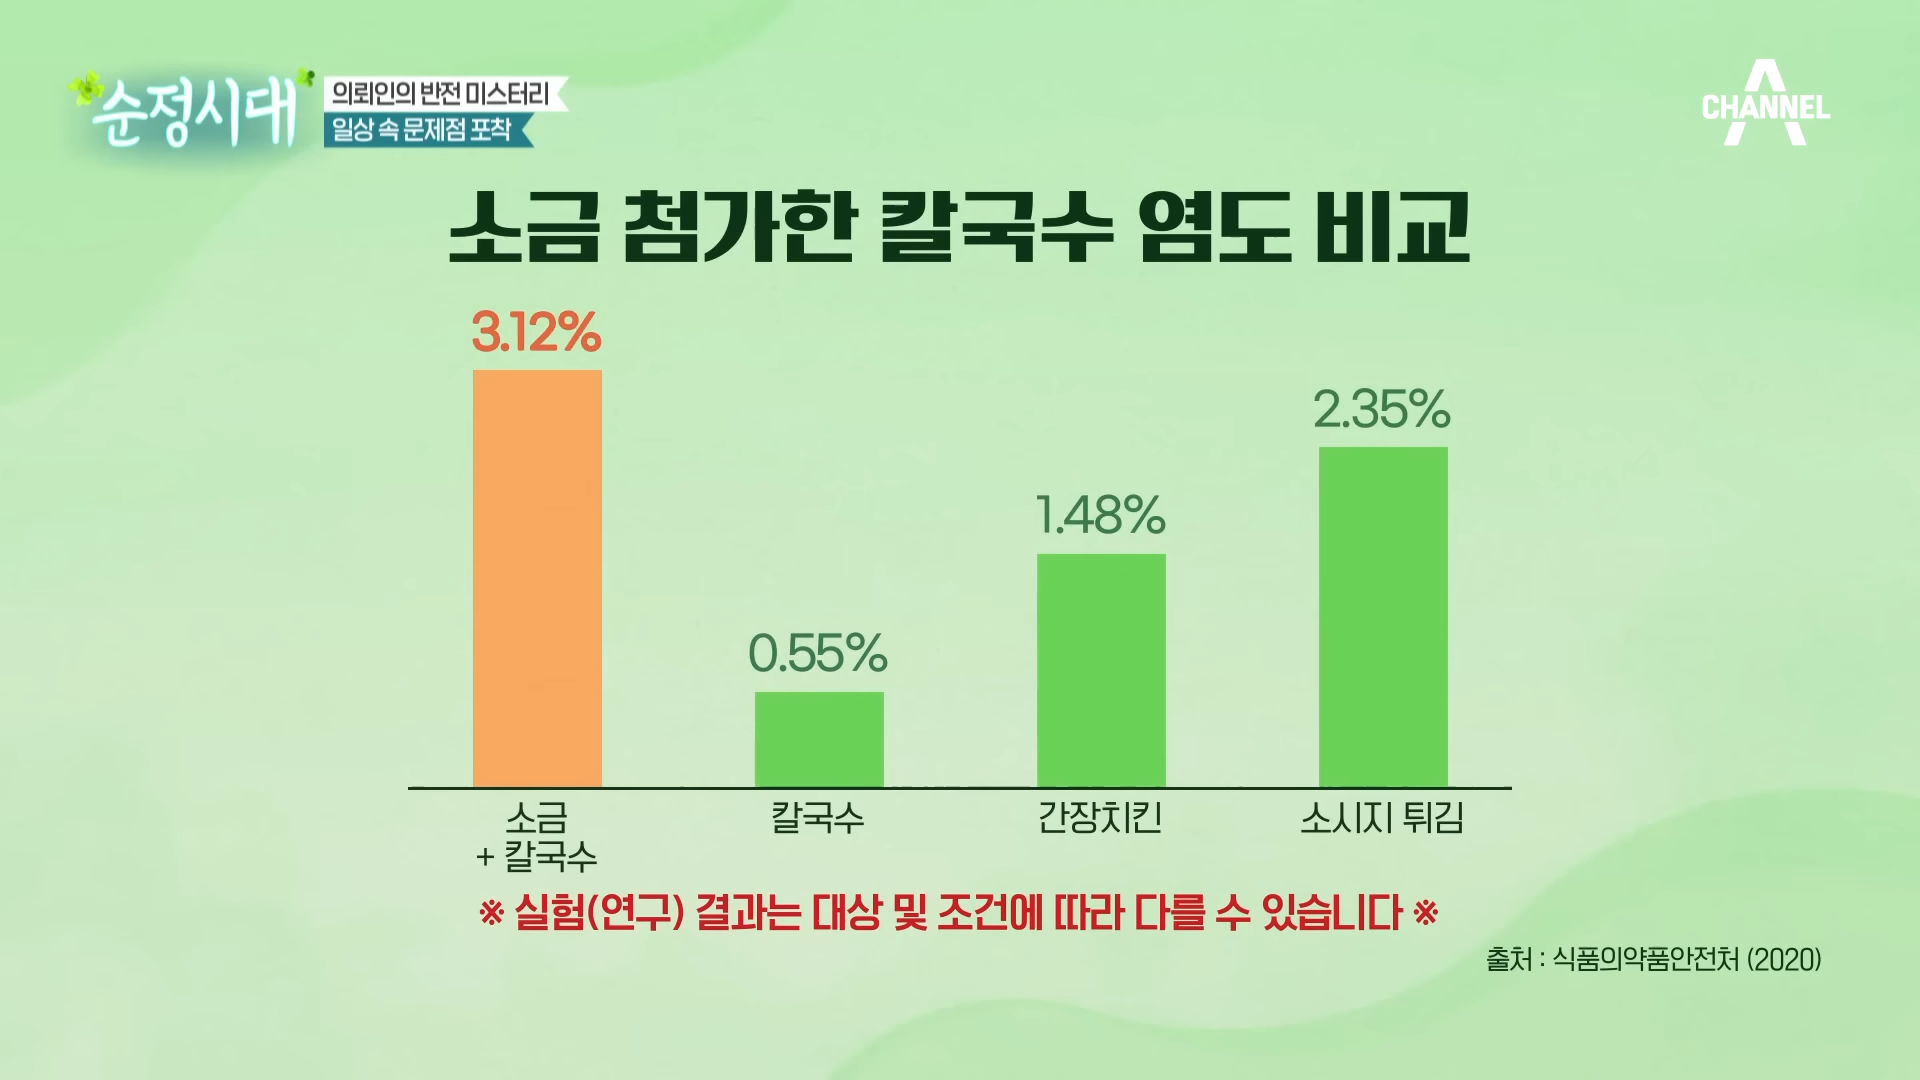 순정시대
의뢰인의 반전 미스터리
일상 속 문제점 포착
CHANNEL A
소금 첨가한 칼국수 염도 비교
3.12%
0.55%
1.48%
2.35%
소금
+ 칼국수
칼국수
간장치킨
소시지 튀김
※ 실험(연구) 결과는 대상 및 조건에 따라 다를 수 있습니다 ※
출처 : 식품의약품안전처 (2020)